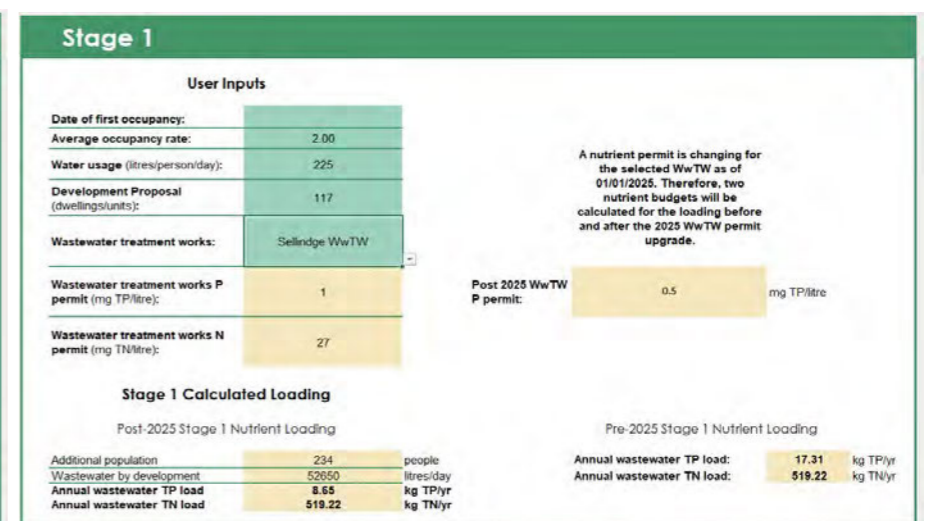 Stage 1
User Inputs
Date of first occupancy:
Average occupancy rate: 2.00
Water usage (litres/person/day): 225
Development Proposal
(dwellings/units): 117
Wastewater treatment works: Sellindge WwTW
Wastewater treatment works P
permit (mg TP/litre): 1
Wastewater treatment works N
permit (mg TN/litre): 27
A nutrient permit is changing for
the selected WwTW as of
01/01/2025. Therefore, two
nutrient budgets will be
calculated for the loading before
and after the 2025 WwTW permit
upgrade.
Post 2025 WwTW
P permit: 0.5 mg TP/litre
Stage 1 Calculated Loading
Post-2025 Stage 1 Nutrient Loading
Additional population 234 people
Wastewater by development 52650 litres/day
Annual wastewater TP load 8.65 kg TP/yr
Annual wastewater TN load 519.22 kg TN/yr
Pre-2025 Stage 1 Nutrient Loading
Annual wastewater TP load: 17.31 kg TP/yr
Annual wastewater TN load: 519.22 kg TN/yr